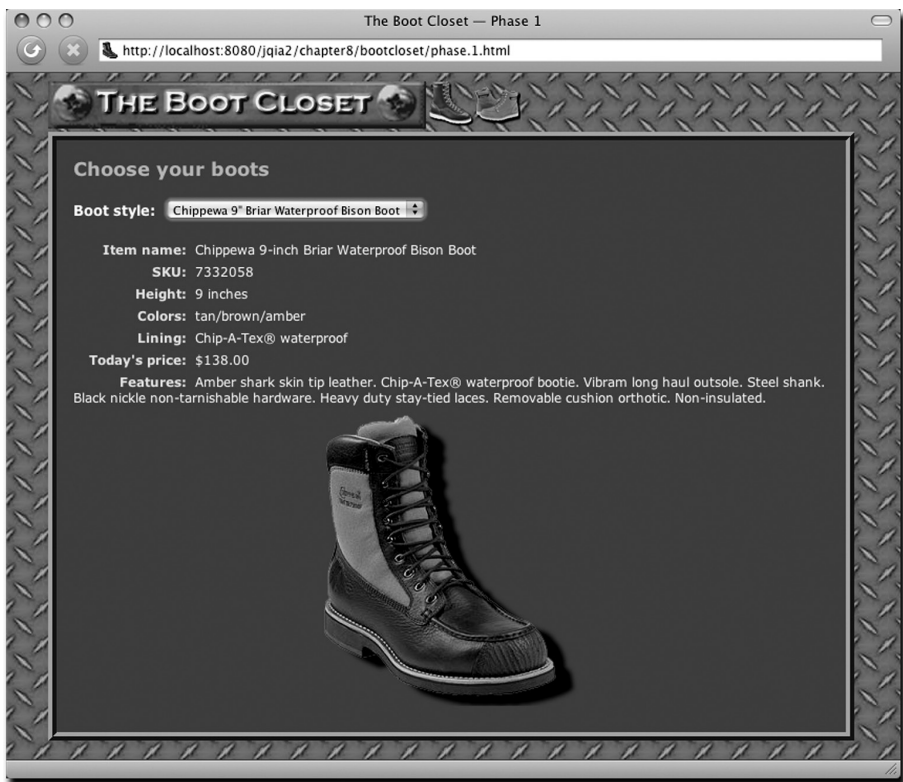 The Boot Closet — Phase 1
http://localhost:8080/jqia2/chapter8/bootcloset/phase.1.html
THE BOOT CLOSET
Choose your boots
Boot style: Chippewa 9" Briar Waterproof Bison Boot
Item name: Chippewa 9-inch Briar Waterproof Bison Boot
SKU: 7332058
Height: 9 inches
Colors: tan/brown/amber
Lining: Chip-A-Tex® waterproof
Today's price: $138.00
Features: Amber shark skin tip leather. Chip-A-Tex® waterproof bootie. Vibram long haul outsole. Steel shank.
Black nickle non-tarnishable hardware. Heavy duty stay-tied laces. Removable cushion orthotic. Non-insulated.